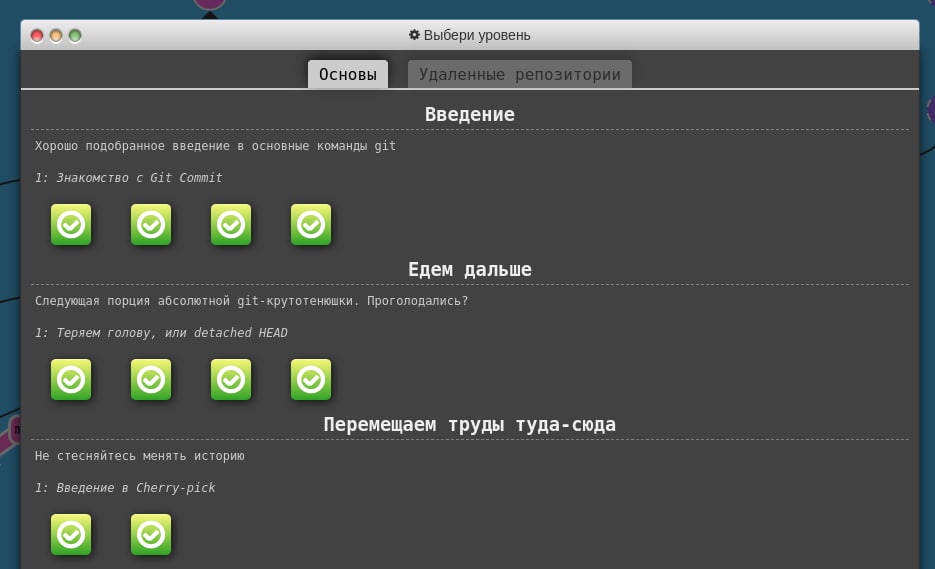 Выбери уровень
Основы
Удаленные репозитории
Введение
Хорошо подобранное введение в основные команды git
1: Знакомство с Git Commit
Едем дальше
Следующая порция абсолютной git-крутотенюшки. Проголодались?
1: Теряем голову, или detached HEAD
Перемещаем труды туда-сюда
Не стесняйтесь менять историю
1: Введение в Cherry-pick